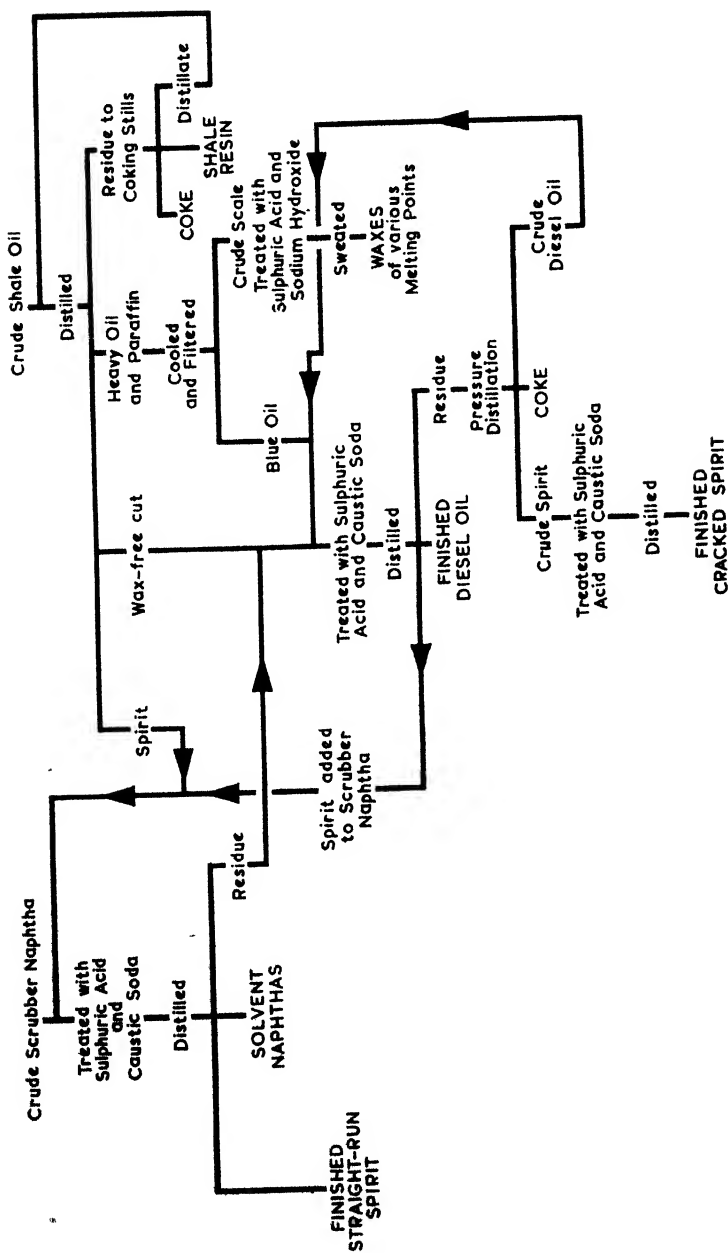 Crude Scrubber Naphtha
Treated with
Sulphuric Acid
and
Caustic Soda
Distilled
SOLVENT
NAPHTHAS
FINISHED
STRAIGHT-RUN
SPIRIT
Residue
Spirit
Spirit added
to Scrubber
Naphtha
Crude Shale Oil
Distilled
Wax-free cut
Heavy Oil
and Paraffin
Cooled
and Filtered
Blue Oil
Residue to
Coking Stills
COKE
SHALE
RESIN
Distillate
Crude Scale
Treated with
Sulphuric Acid and
Sodium Hydroxide
Sweated
WAXES
of various
Melting Points
Treated with Sulphuric
Acid and Caustic Soda
Distilled
FINISHED
DIESEL OIL
Residue
Pressure
Distillation
Crude Spirit
COKE
Crude
Diesel Oil
Treated with Sulphuric
Acid and Caustic Soda
Distilled
FINISHED
CRACKED SPIRIT